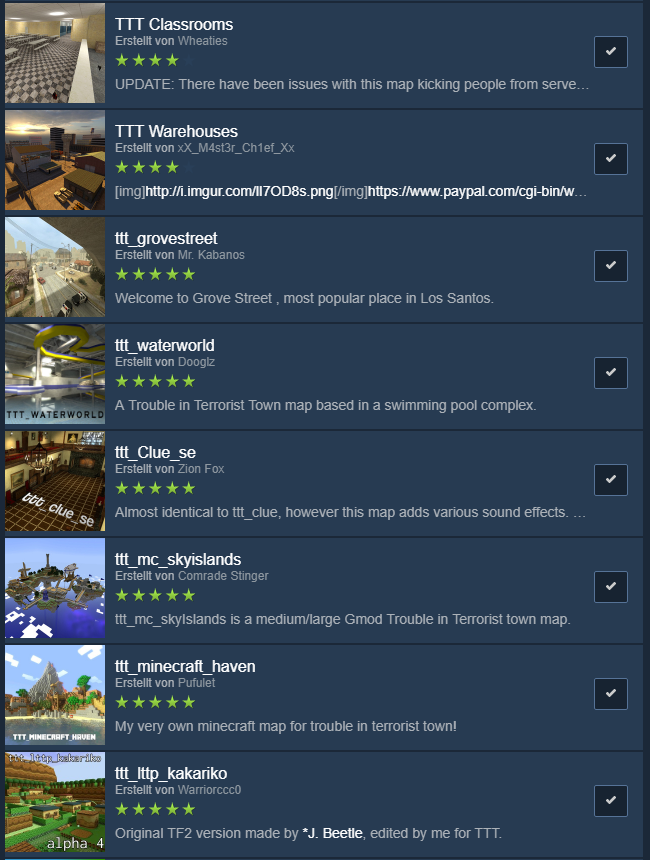 TTT Classrooms
Erstellt von Wheaties
UPDATE: There have been issues with this map kicking people from serve…
TTT Warehouses
Erstellt von xX_M4st3r_Ch1ef_Xx
[img]http://i.imgur.com/Il7OD8s.png[/img]https://www.paypal.com/cgi-bin/w…
ttt_grovestreet
Erstellt von Mr. Kabanos
Welcome to Grove Street , most popular place in Los Santos.
TTT_WATERWORLD
ttt_waterworld
Erstellt von Dooglz
A Trouble in Terrorist Town map based in a swimming pool complex.
ttt_clue_se
ttt_Clue_se
Erstellt von Zion Fox
Almost identical to ttt_clue, however this map adds various sound effects. …
ttt_mc_skyislands
Erstellt von Comrade Stinger
ttt_mc_skyIslands is a medium/large Gmod Trouble in Terrorist town map.
TTT_MINECRAFT_HAVEN
ttt_minecraft_haven
Erstellt von Pufulet
My very own minecraft map for trouble in terrorist town!
ttt_lttp_kakariko
alpha 4
ttt_lttp_kakariko
Erstellt von Warriorccc0
Original TF2 version made by *J. Beetle, edited by me for TTT.